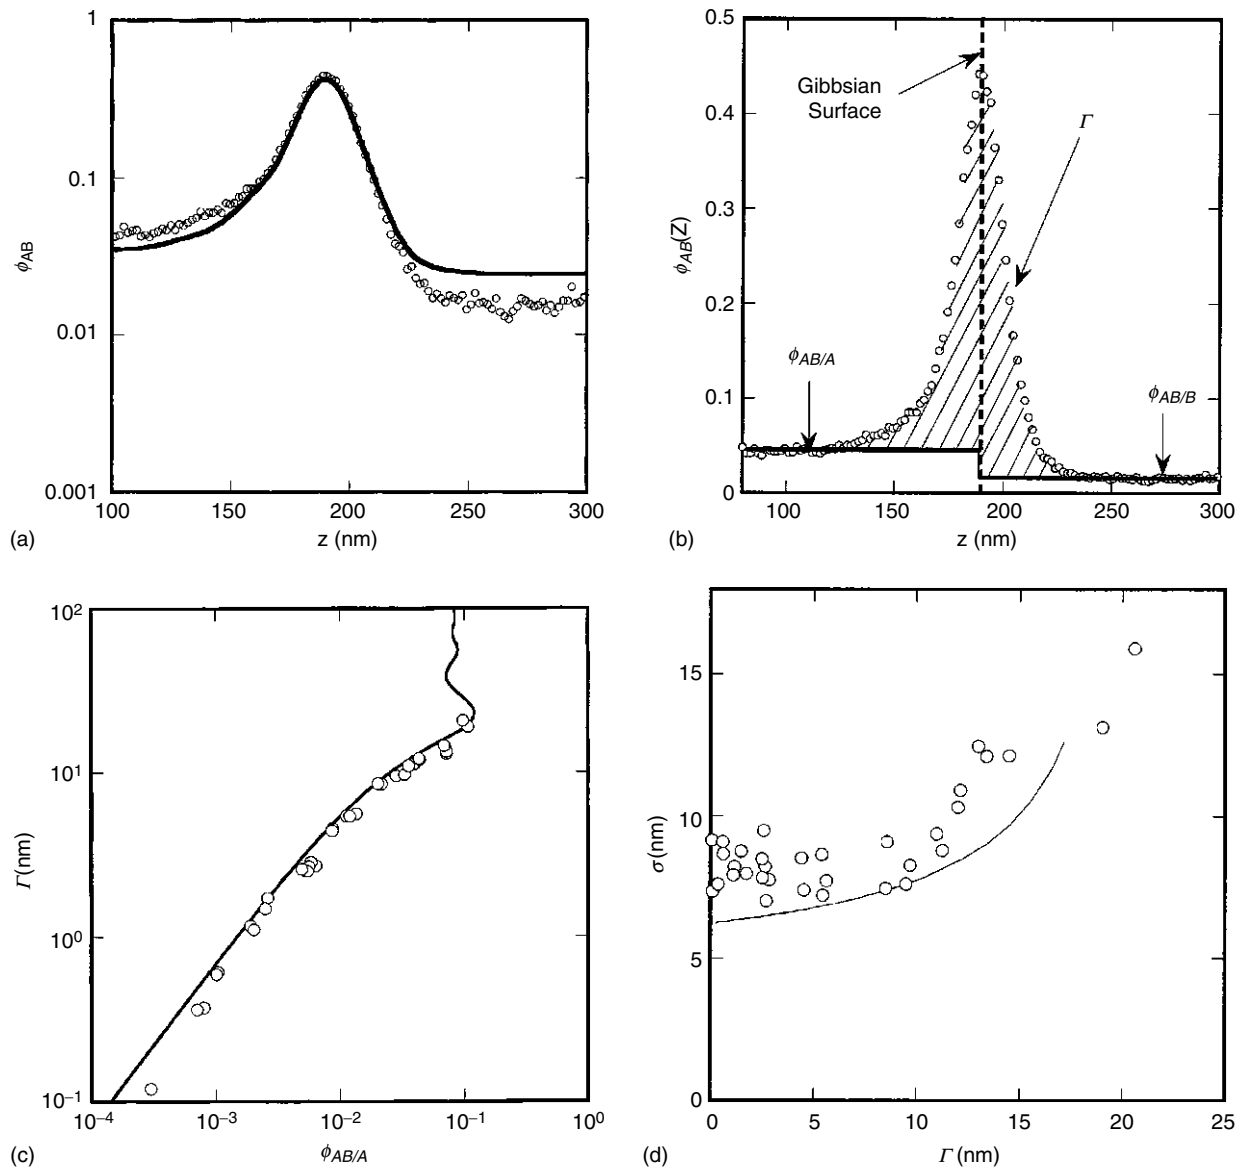 1
0.1
0.01
0.001
100
150
200
250
300
ϕAB
z (nm)
(a)
0.5
0.4
0.3
0.2
0.1
0
100
150
200
250
300
ϕAB(Z)
z (nm)
Gibbsian
Surface
Γ
ϕAB/A
ϕAB/B
(b)
10²
10¹
10⁰
10⁻¹
10⁻⁴
10⁻³
10⁻²
10⁻¹
10⁰
Γ(nm)
ϕAB/A
(c)
15
10
5
0
0
5
10
15
20
25
σ(nm)
Γ (nm)
(d)